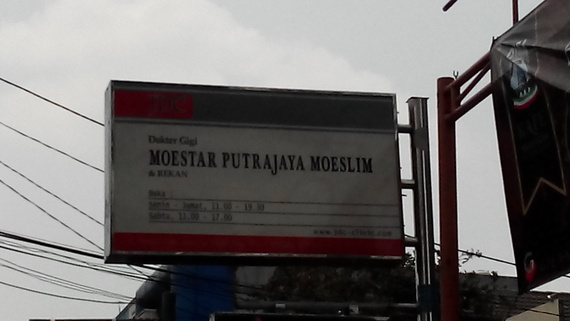 Dokter Gigi
MOESTAR PUTRAJAYA MOESLIM
& REKAN
Buka :
Senin - Jumat, 11.00 - 19.30
Sabtu, 11.00 - 17.00